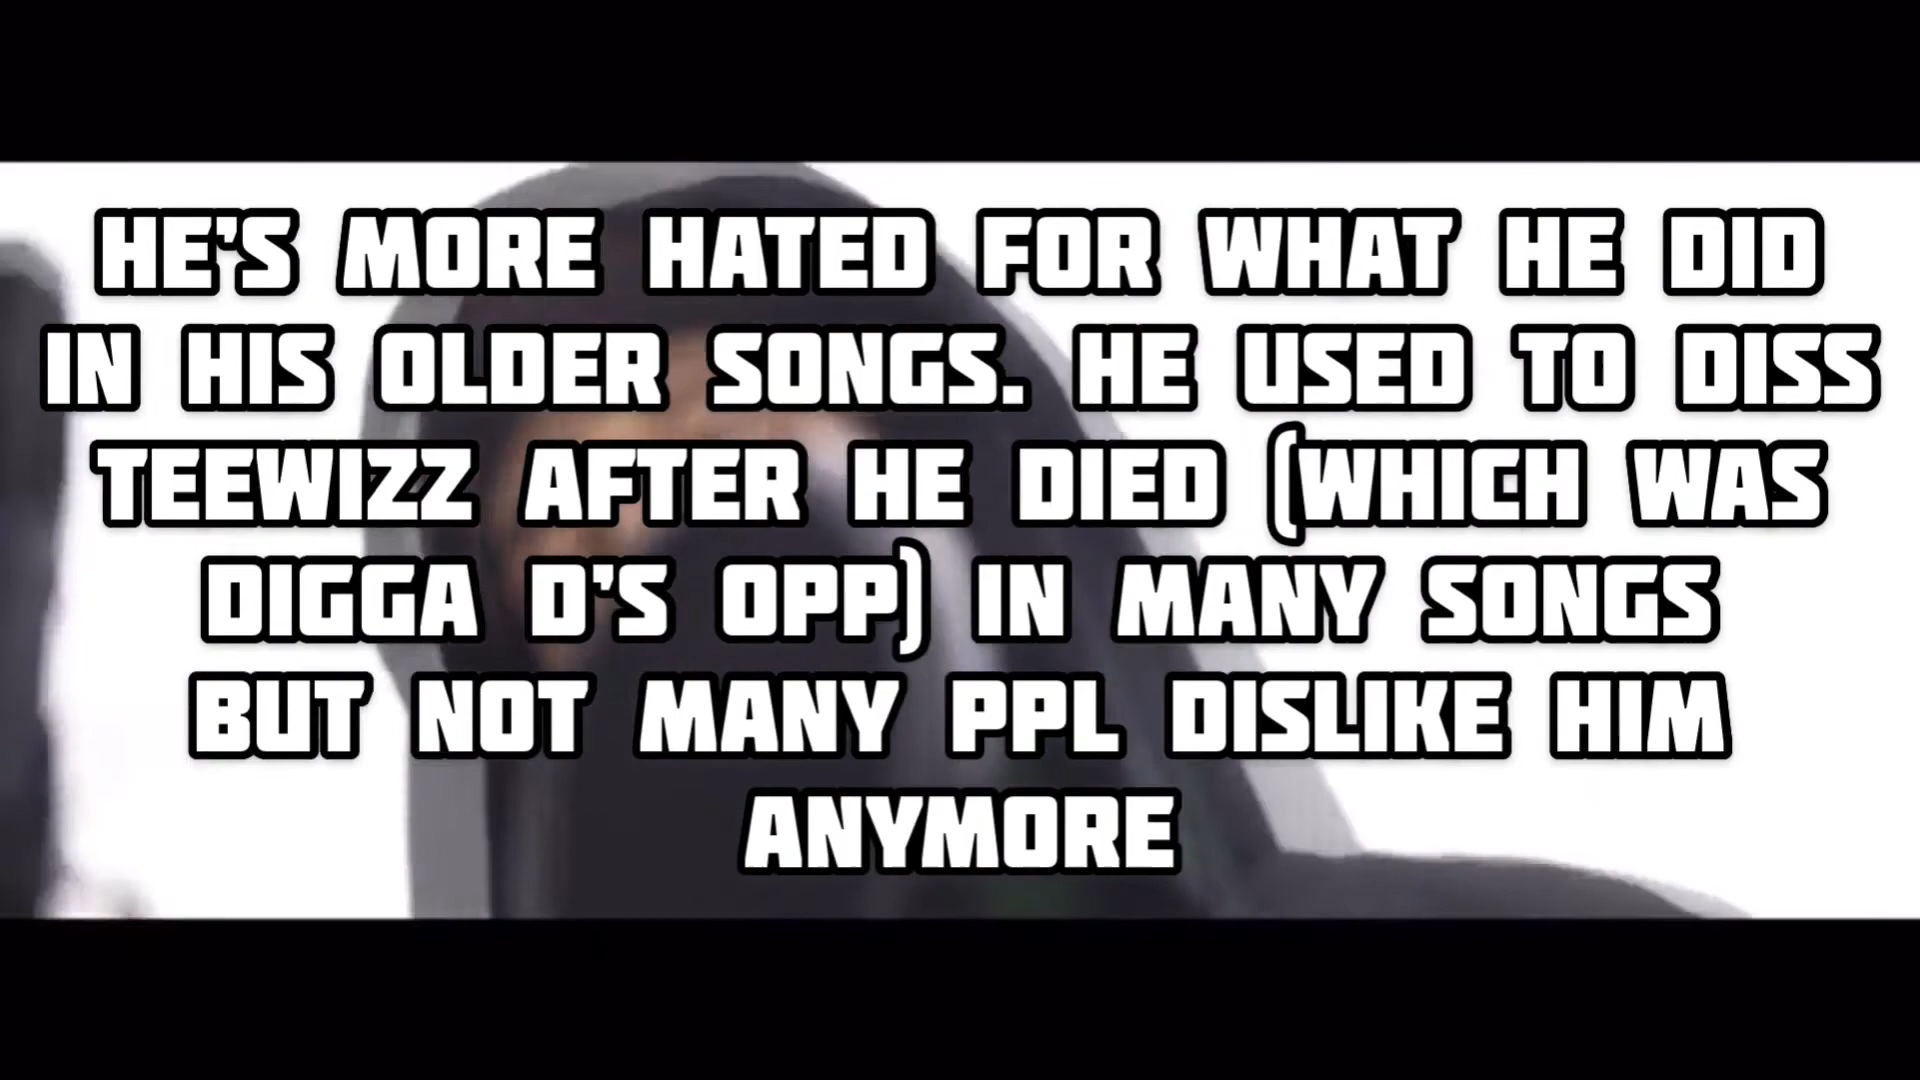 HE'S MORE HATED FOR WHAT HE DID
IN HIS OLDER SONGS. HE USED TO DISS
TEEWIZZ AFTER HE DIED (WHICH WAS
DIGGA D'S OPP) IN MANY SONGS
BUT NOT MANY PPL DISLIKE HIM
ANYMORE